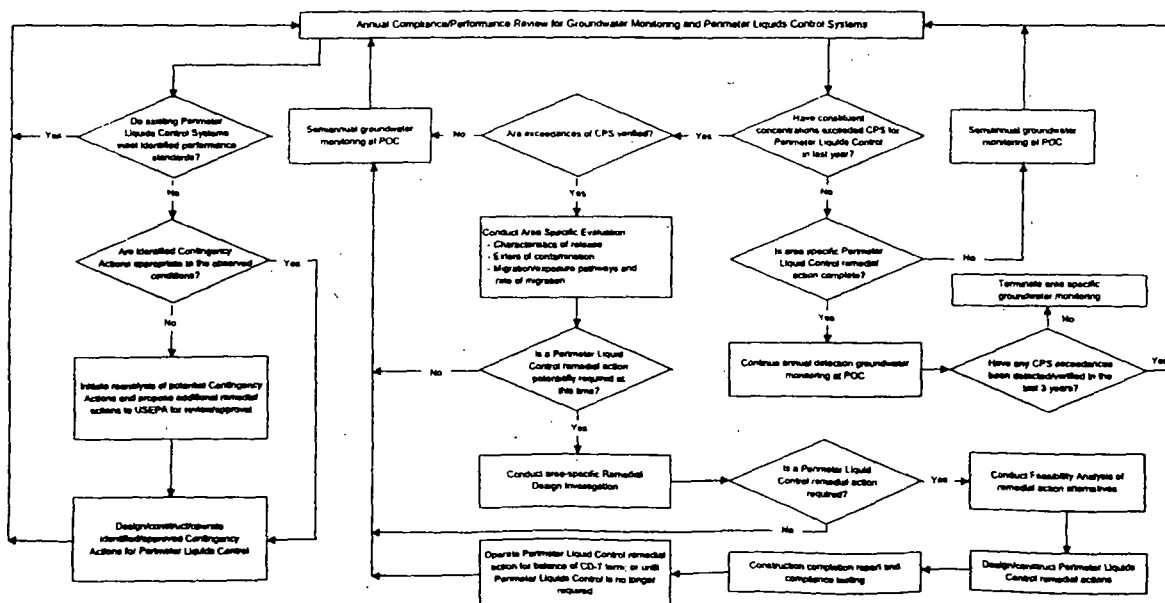 Annual Compliance/Performance Review for Groundwater Monitoring and Perimeter Liquids Control Systems
Do existing Perimeter
Liquids Control Systems
meet identified performance
standards?
Yes
No
Are identified Contingency
Actions appropriate to the observed
conditions?
Yes
No
Initiate reanalysis of potential Contingency
Actions and propose additional remedial
actions to USEPA for review/approval
Design/construct/operate
identified/approved Contingency
Actions for Perimeter Liquids Control
Semiannual groundwater
monitoring at POC
No
Are exceedances of CPS verified?
Yes
Yes
Have constituent
concentrations exceeded CPS for
Perimeter Liquids Control
in last year?
No
Semiannual groundwater
monitoring at POC
Conduct Area Specific Evaluation
- Characteristics of release
- Extent of contamination
- Migration/exposure pathways and
rate of migration
Is area specific Perimeter
Liquid Control remedial
action complete?
No
Yes
Terminate area specific
groundwater monitoring
No
Is a Perimeter Liquid
Control remedial action
potentially required at
this time?
No
Yes
Continue annual detection groundwater
monitoring at POC
Have any CPS exceedances
been detected/verified in the
last 3 years?
Yes
Conduct area-specific Remedial
Design Investigation
Is a Perimeter Liquid
Control remedial action
required?
Yes
No
Conduct Feasibility Analysis of
remedial action alternatives
Operate Perimeter Liquid Control remedial
action for balance of CD-7 term; or until
Perimeter Liquids Control is no longer
required
Construction completion report and
compliance testing
Design/construct Perimeter Liquids
Control remedial actions